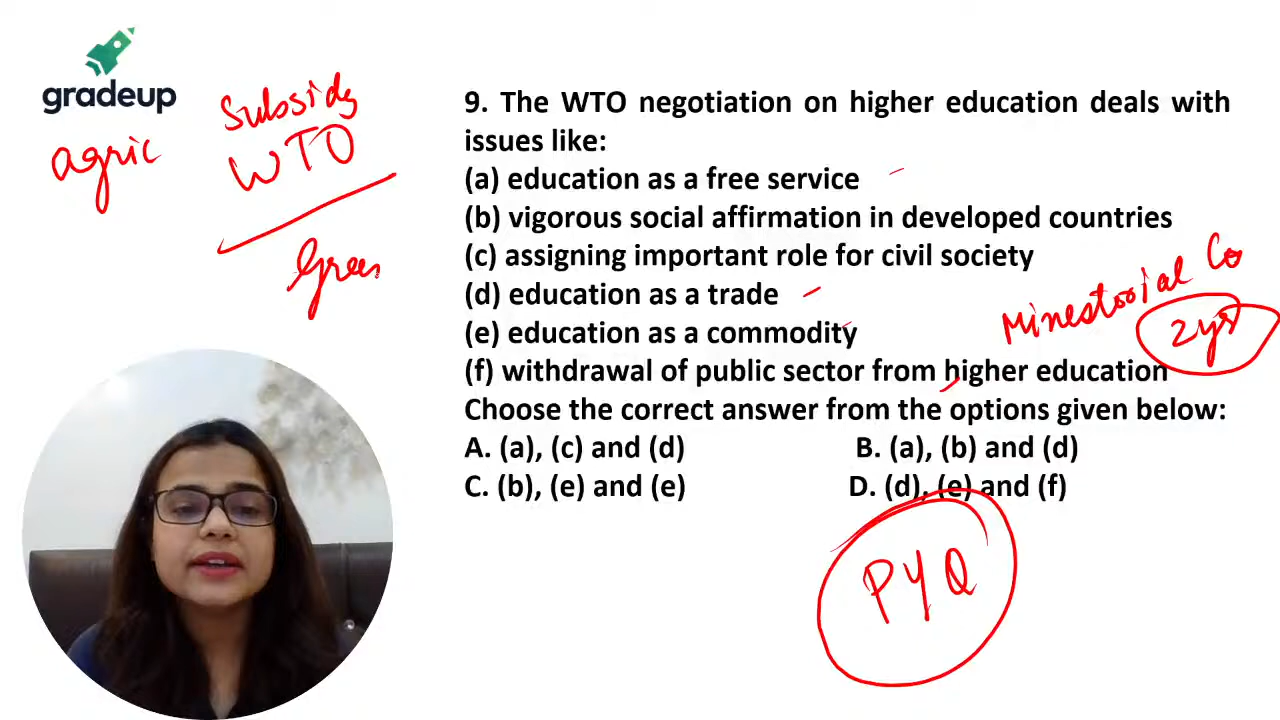 gradeup
agric
Subsidy
WTO
Green
9. The WTO negotiation on higher education deals with
issues like:
(a) education as a free service
(b) vigorous social affirmation in developed countries
(c) assigning important role for civil society
(d) education as a trade
(e) education as a commodity
(f) withdrawal of public sector from higher education
Choose the correct answer from the options given below:
A. (a), (c) and (d)
B. (a), (b) and (d)
C. (b), (e) and (e)
D. (d), (e) and (f)
Minestorial Co
2yr
PYQ